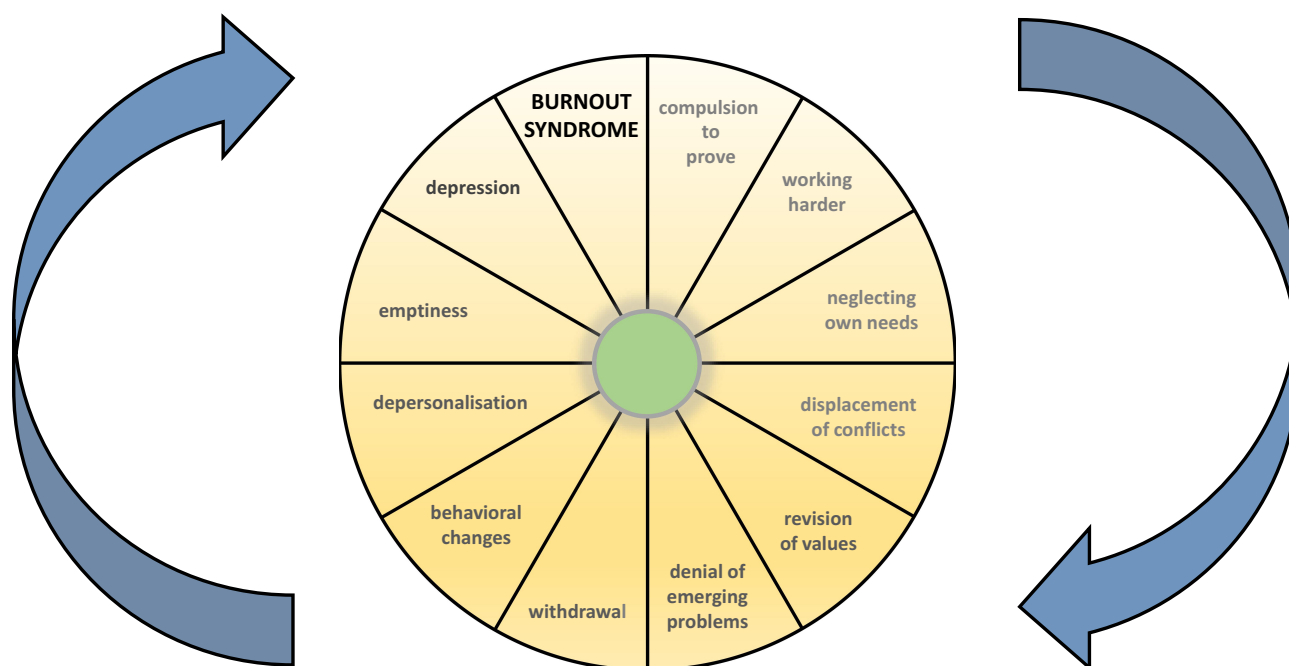 BURNOUT
SYNDROME
compulsion
to
prove
working
harder
neglecting
own needs
displacement
of conflicts
revision
of values
denial of
emerging
problems
withdrawal
behavioral
changes
depersonalisation
emptiness
depression